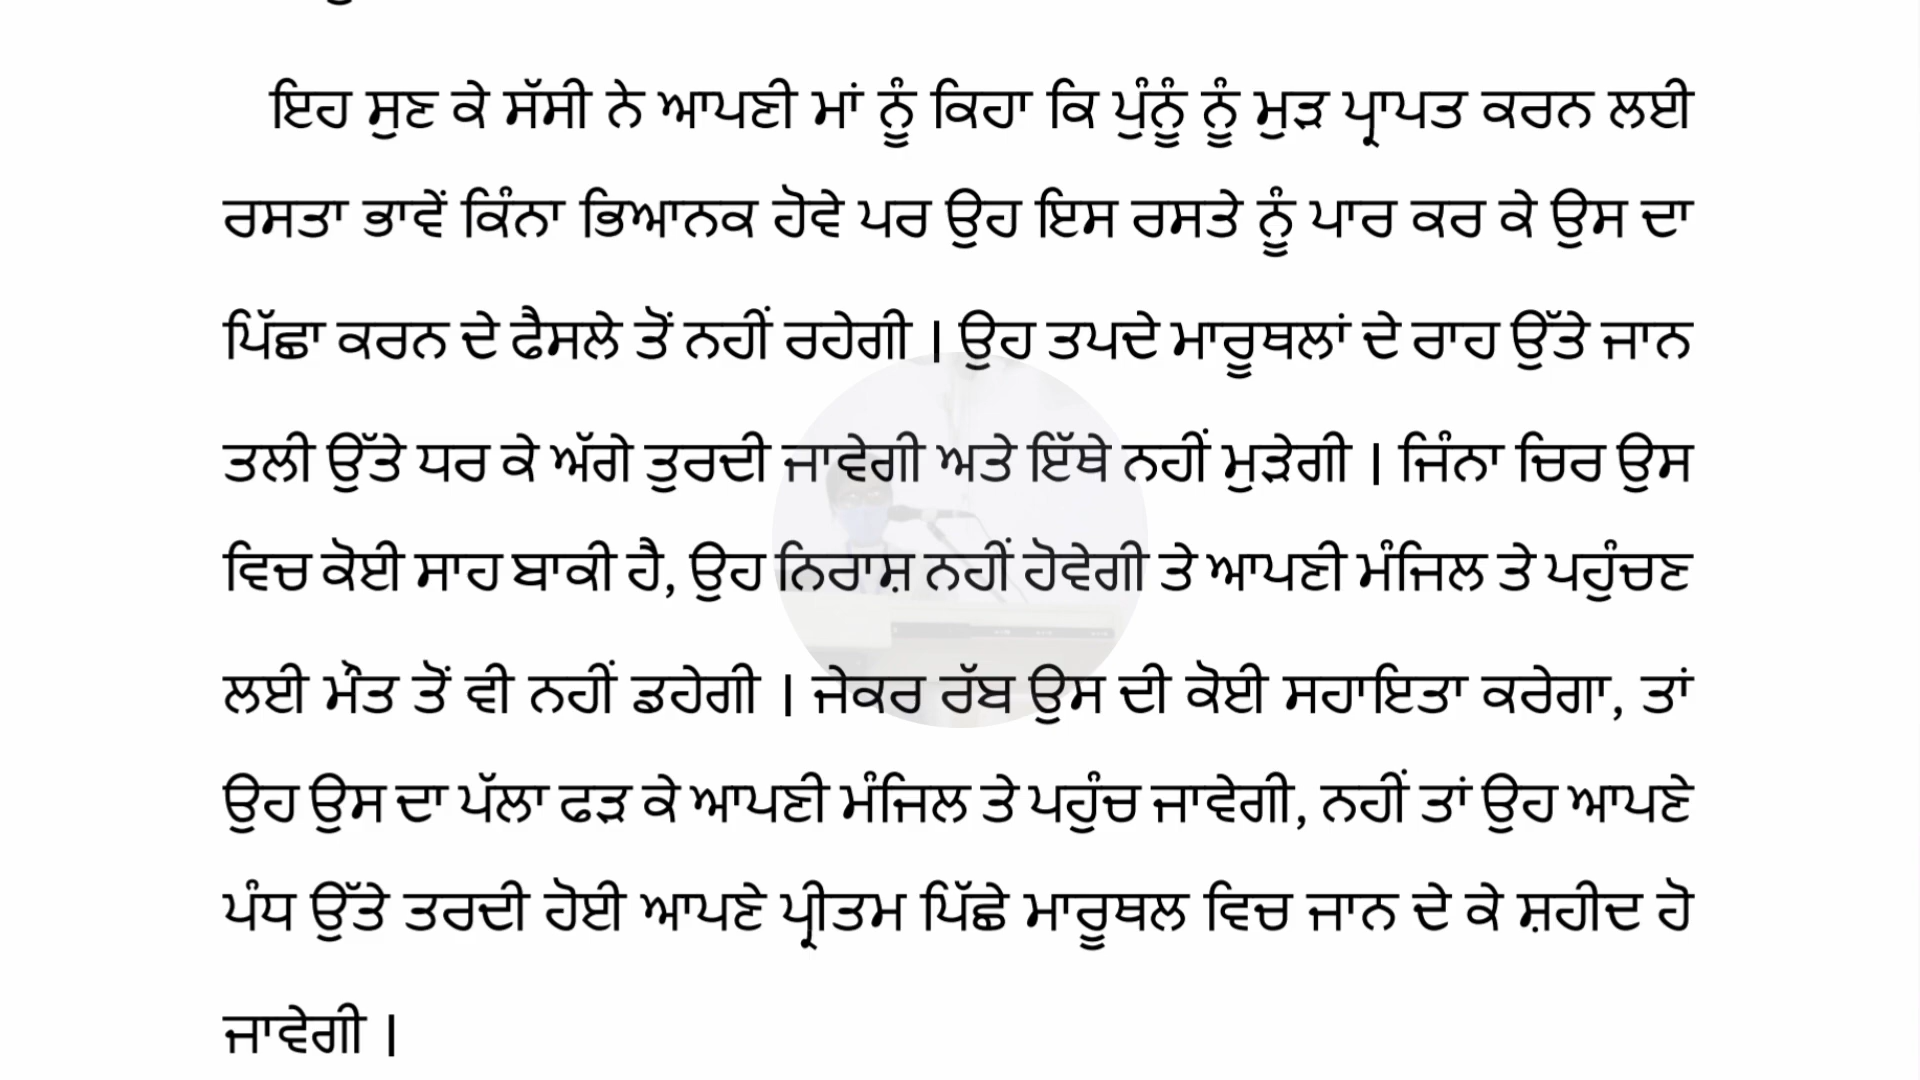 ਇਹ ਸੁਣ ਕੇ ਸੱਸੀ ਨੇ ਆਪਣੀ ਮਾਂ ਨੂੰ ਕਿਹਾ ਕਿ ਪੁੰਨੂੰ ਨੂੰ ਮੁੜ ਪ੍ਰਾਪਤ ਕਰਨ ਲਈ
ਰਸਤਾ ਭਾਵੇਂ ਕਿੰਨਾ ਭਿਆਨਕ ਹੋਵੇ ਪਰ ਉਹ ਇਸ ਰਸਤੇ ਨੂੰ ਪਾਰ ਕਰ ਕੇ ਉਸ ਦਾ
ਪਿੱਛਾ ਕਰਨ ਦੇ ਫੈਸਲੇ ਤੋਂ ਨਹੀਂ ਰਹੇਗੀ | ਉਹ ਤਪਦੇ ਮਾਰੂਥਲਾਂ ਦੇ ਰਾਹ ਉੱਤੇ ਜਾਨ
ਤਲੀ ਉੱਤੇ ਧਰ ਕੇ ਅੱਗੇ ਤੁਰਦੀ ਜਾਵੇਗੀ ਅਤੇ ਇੱਥੇ ਨਹੀਂ ਮੁੜੇਗੀ | ਜਿੰਨਾ ਚਿਰ ਉਸ
ਵਿਚ ਕੋਈ ਸਾਹ ਬਾਕੀ ਹੈ, ਉਹ ਨਿਰਾਸ਼ ਨਹੀਂ ਹੋਵੇਗੀ ਤੇ ਆਪਣੀ ਮੰਜਿਲ ਤੇ ਪਹੁੰਚਣ
ਲਈ ਮੌਤ ਤੋਂ ਵੀ ਨਹੀਂ ਡਹੇਗੀ | ਜੇਕਰ ਰੱਬ ਉਸ ਦੀ ਕੋਈ ਸਹਾਇਤਾ ਕਰੇਗਾ, ਤਾਂ
ਉਹ ਉਸ ਦਾ ਪੱਲਾ ਫੜ ਕੇ ਆਪਣੀ ਮੰਜਿਲ ਤੇ ਪਹੁੰਚ ਜਾਵੇਗੀ, ਨਹੀਂ ਤਾਂ ਉਹ ਆਪਣੇ
ਪੰਧ ਉੱਤੇ ਤਰਦੀ ਹੋਈ ਆਪਣੇ ਪ੍ਰੀਤਮ ਪਿੱਛੇ ਮਾਰੂਥਲ ਵਿਚ ਜਾਨ ਦੇ ਕੇ ਸ਼ਹੀਦ ਹੋ
ਜਾਵੇਗੀ |